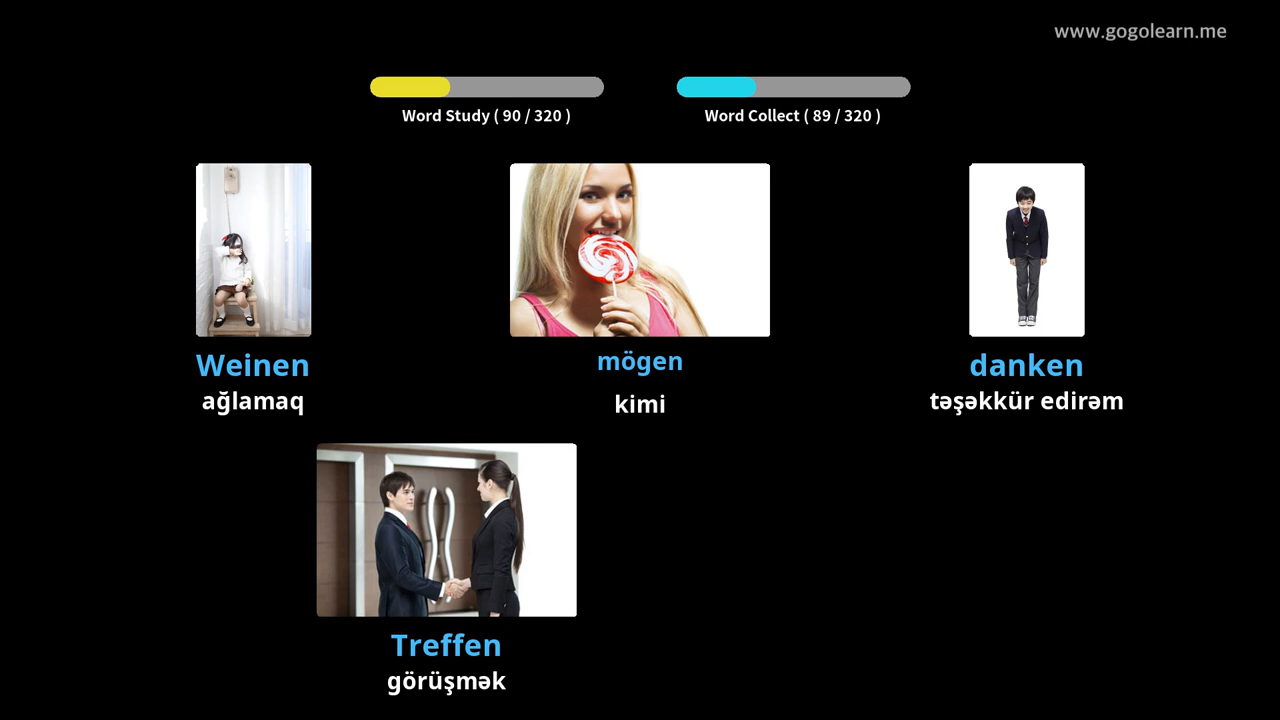 www.gogolearn.me
Word Study ( 90 / 320 )
Word Collect ( 89 / 320 )
Weinen
ağlamaq
mögen
kimi
danken
təşəkkür edirəm
Treffen
görüşmək